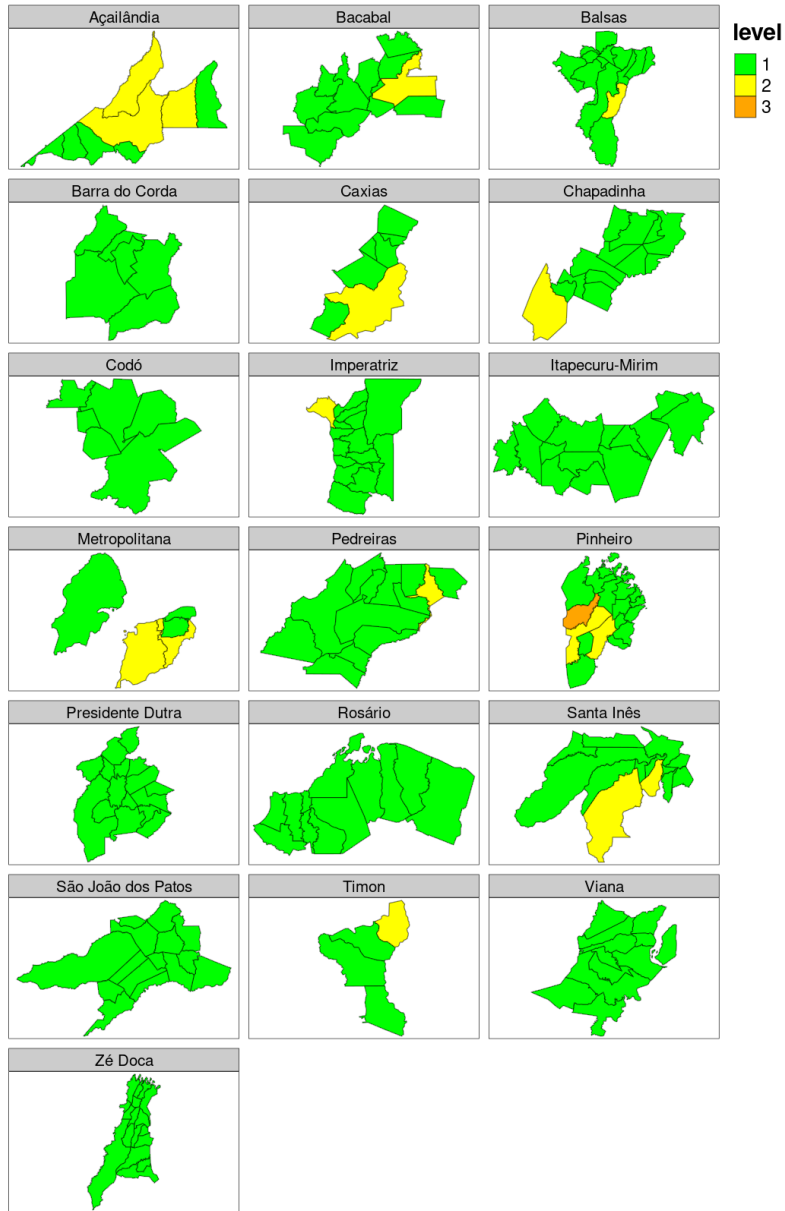 Açailândia
Bacabal
Balsas
level
1
2
3
Barra do Corda
Caxias
Chapadinha
Codó
Imperatriz
Itapecuru-Mirim
Metropolitana
Pedreiras
Pinheiro
Presidente Dutra
Rosário
Santa Inês
São João dos Patos
Timon
Viana
Zé Doca